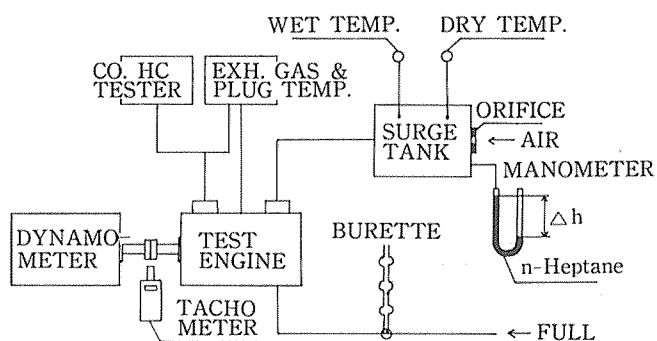 WET TEMP.
DRY TEMP.
CO. HC
TESTER
EXH. GAS &
PLUG TEMP.
ORIFICE
SURGE
TANK
AIR
MANOMETER
Δh
n-Heptane
DYNAMO
METER
TEST
ENGINE
BURETTE
TACHO
METER
FULL